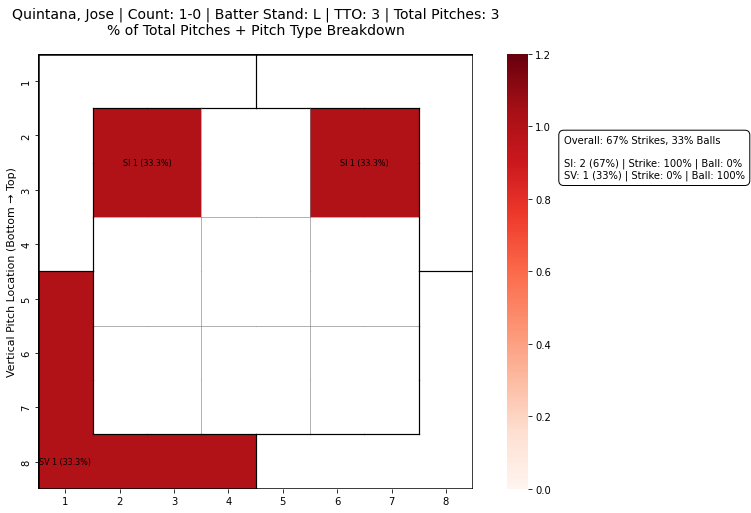 Quintana, Jose | Count: 1-0 | Batter Stand: L | TTO: 3 | Total Pitches: 3
% of Total Pitches + Pitch Type Breakdown
Vertical Pitch Location (Bottom → Top)
1
2
3
4
5
6
7
8
SI 1 (33.3%)
SI 1 (33.3%)
SV 1 (33.3%)
1 2 3 4 5 6 7 8
1.2
1.0
0.8
0.6
0.4
0.2
0.0
Overall: 67% Strikes, 33% Balls
SI: 2 (67%) | Strike: 100% | Ball: 0%
SV: 1 (33%) | Strike: 0% | Ball: 100%